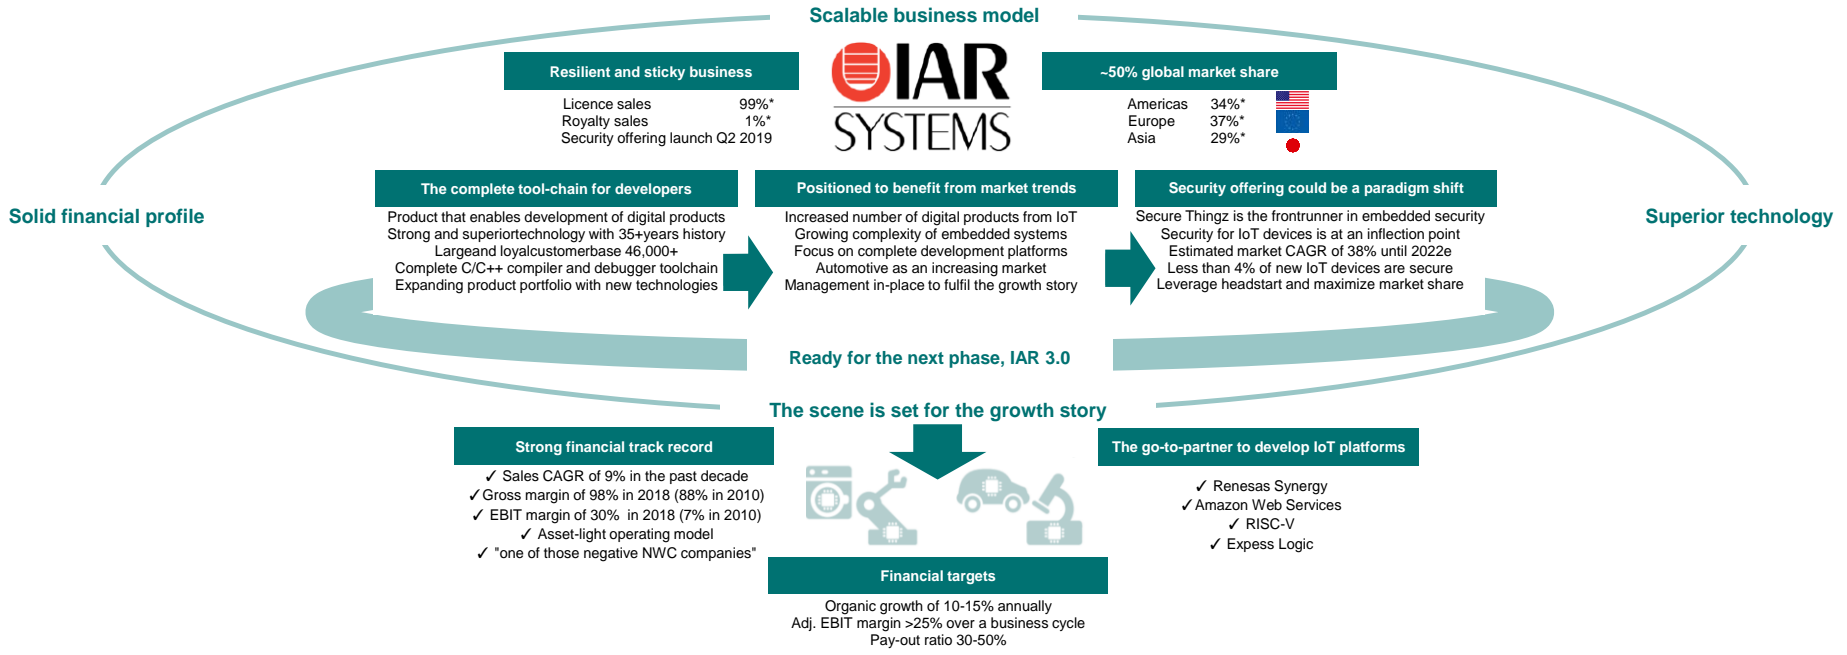 Scalable business model
Resilient and sticky business
Licence sales 99%*
Royalty sales 1%*
Security offering launch Q2 2019
IAR
SYSTEMS
~50% global market share
Americas 34%*
Europe 37%*
Asia 29%*
Solid financial profile
Superior technology
The complete tool-chain for developers
Product that enables development of digital products
Strong and superiortechnology with 35+years history
Largeand loyalcustomerbase 46,000+
Complete C/C++ compiler and debugger toolchain
Expanding product portfolio with new technologies
Positioned to benefit from market trends
Increased number of digital products from IoT
Growing complexity of embedded systems
Focus on complete development platforms
Automotive as an increasing market
Management in-place to fulfil the growth story
Security offering could be a paradigm shift
Secure Thingz is the frontrunner in embedded security
Security for IoT devices is at an inflection point
Estimated market CAGR of 38% until 2022e
Less than 4% of new IoT devices are secure
Leverage headstart and maximize market share
Ready for the next phase, IAR 3.0
The scene is set for the growth story
Strong financial track record
✓ Sales CAGR of 9% in the past decade
✓Gross margin of 98% in 2018 (88% in 2010)
✓ EBIT margin of 30%  in 2018 (7% in 2010)
✓ Asset-light operating model
✓ "one of those negative NWC companies"
The go-to-partner to develop IoT platforms
✓ Renesas Synergy
✓Amazon Web Services
✓ RISC-V
✓ Expess Logic
Financial targets
Organic growth of 10-15% annually
Adj. EBIT margin >25% over a business cycle
Pay-out ratio 30-50%